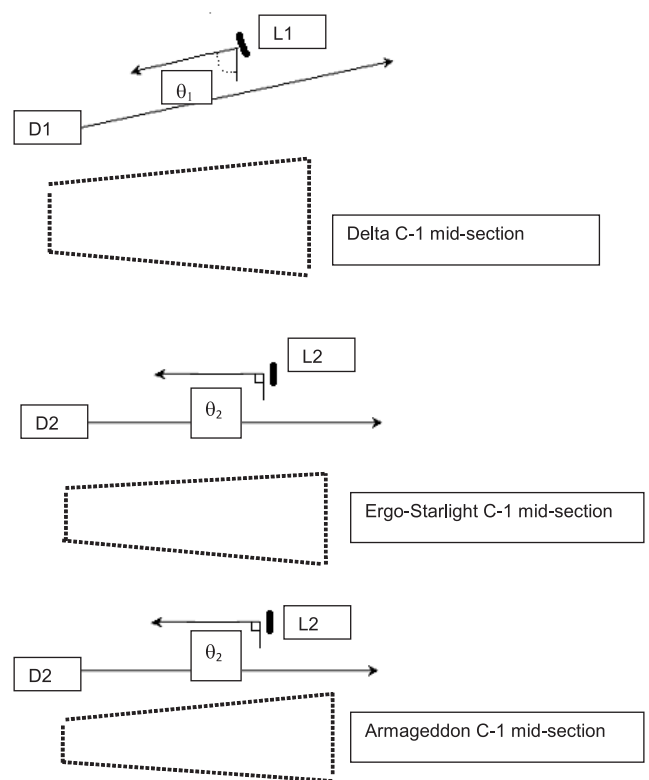 L1
θ1
D1
Delta C-1 mid-section
L2
D2
θ2
Ergo-Starlight C-1 mid-section
L2
θ2
D2
Armageddon C-1 mid-section